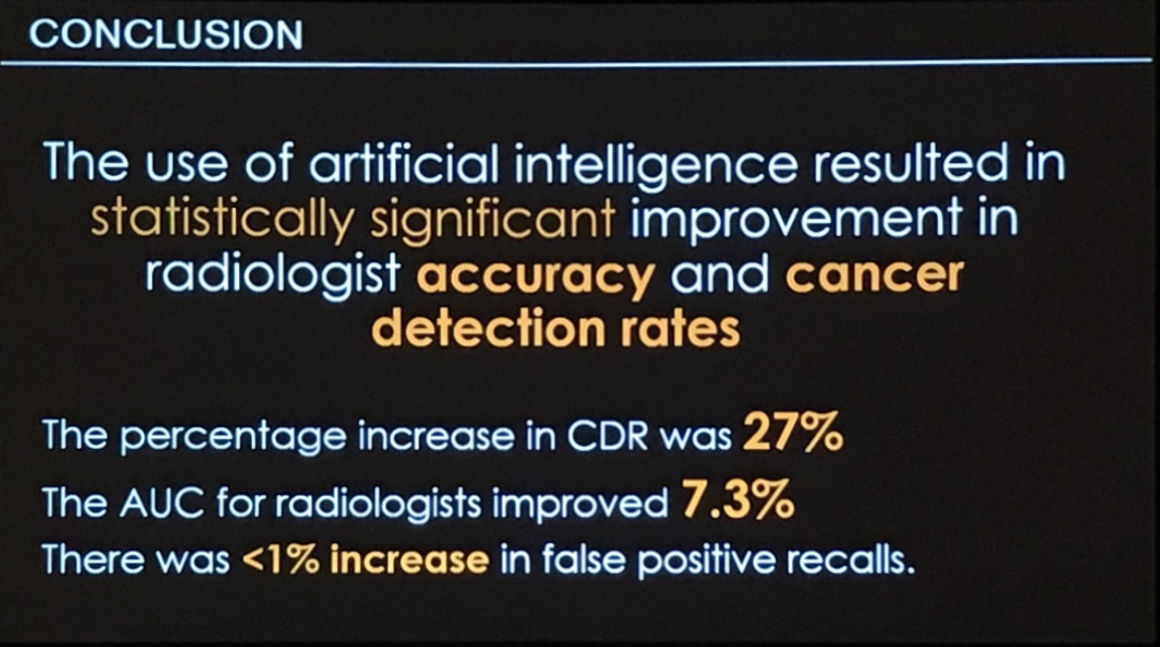 CONCLUSION
The use of artificial intelligence resulted in
statistically significant improvement in
radiologist accuracy and cancer
detection rates
The percentage increase in CDR was 27%
The AUC for radiologists improved 7.3%
There was <1% increase in false positive recalls.